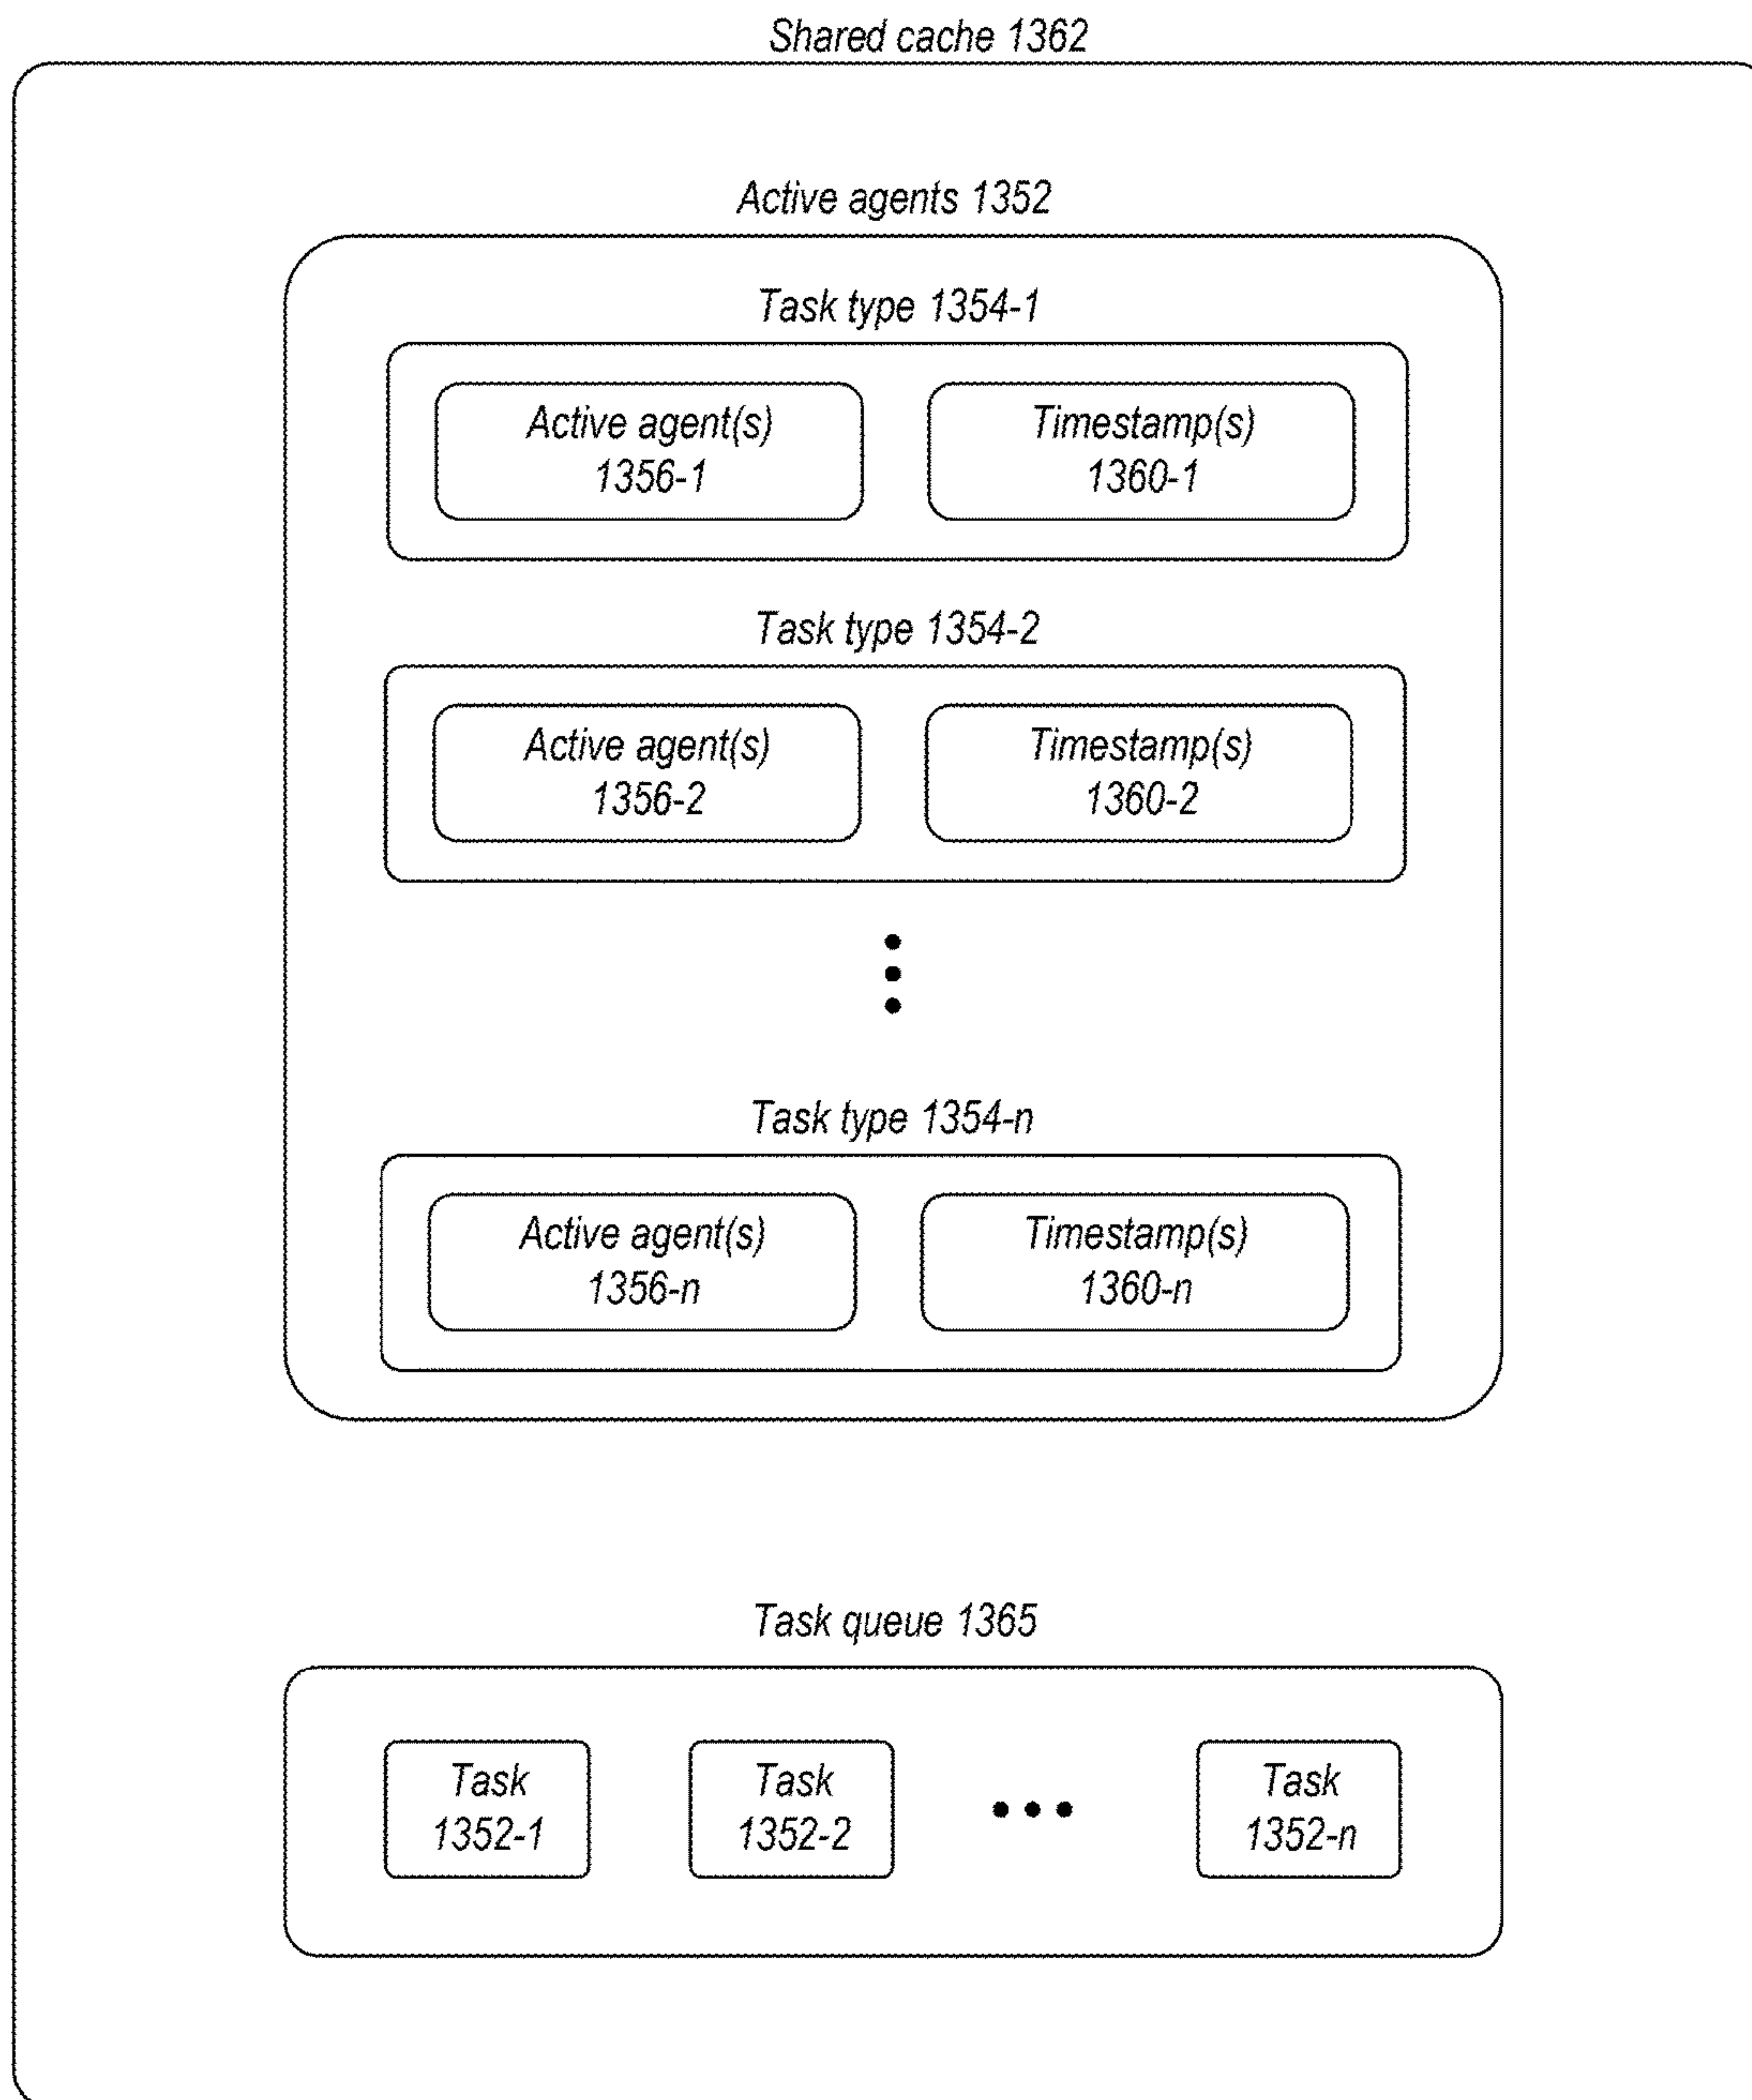 Shared cache 1362
Active agents 1352
Task type 1354-1
Active agent(s)
1356-1
Timestamp(s)
1360-1
Task type 1354-2
Active agent(s)
1356-2
Timestamp(s)
1360-2
Task type 1354-n
Active agent(s)
1356-n
Timestamp(s)
1360-n
Task queue 1365
Task
1352-1
Task
1352-2
Task
1352-n